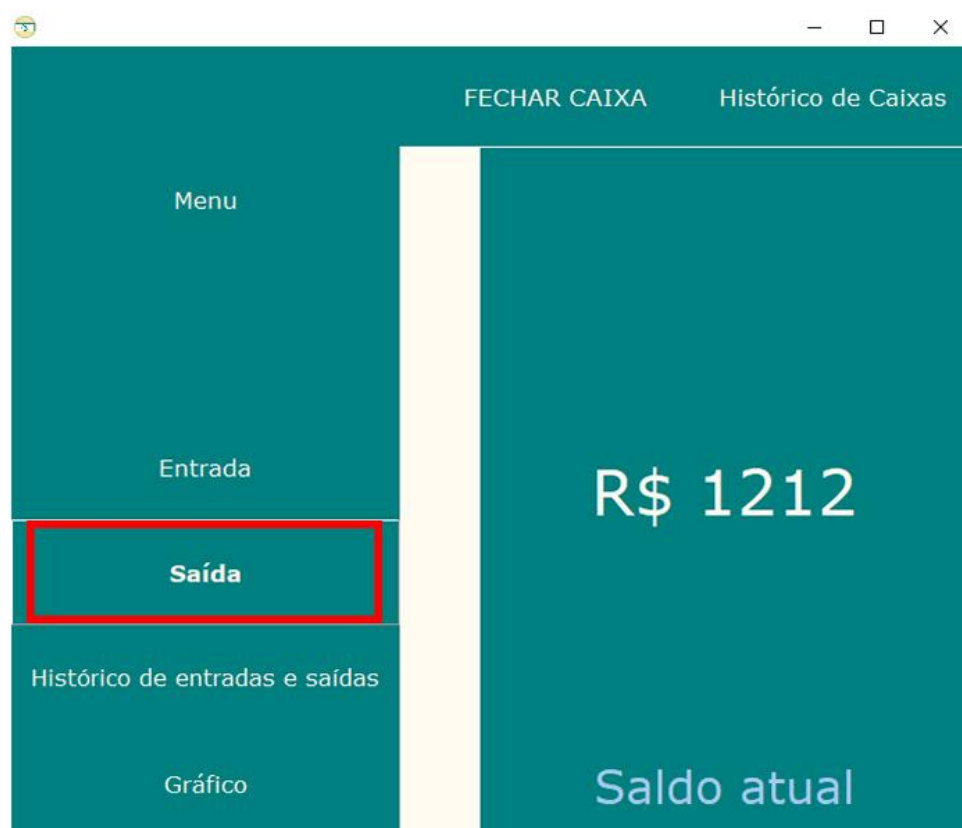 FECHAR CAIXA
Histórico de Caixas
Menu
Entrada
Saída
Histórico de entradas e saídas
Gráfico
R$ 1212
Saldo atual